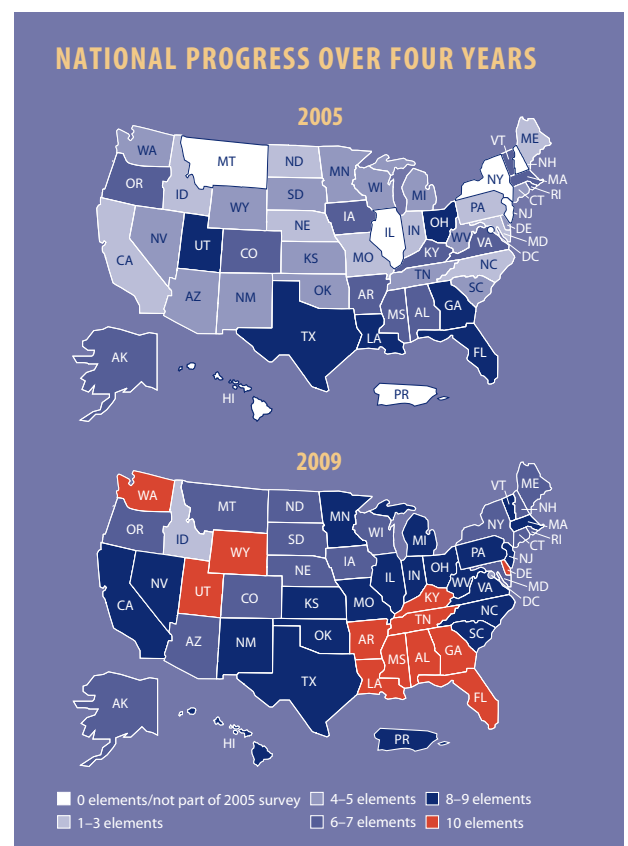 NATIONAL PROGRESS OVER FOUR YEARS
2005
WA
OR
CA
ID
NV
MT
WY
UT
AZ
CO
NM
ND
SD
NE
KS
OK
TX
MN
IA
MO
AR
LA
WI
IL
MS
MI
IN
KY
TN
AL
OH
WV
GA
FL
PA
VA
NC
SC
NY
VT
ME
NH
MA
RI
CT
NJ
DE
MD
DC
AK
HI
PR
2009
WA
OR
CA
ID
NV
MT
WY
UT
AZ
CO
NM
ND
SD
NE
KS
OK
TX
MN
IA
MO
AR
LA
WI
IL
MS
MI
IN
KY
TN
AL
OH
WV
GA
FL
PA
VA
NC
SC
NY
VT
ME
NH
MA
RI
CT
NJ
DE
MD
DC
AK
HI
PR
0 elements/not part of 2005 survey
4–5 elements
8–9 elements
1–3 elements
6–7 elements
10 elements